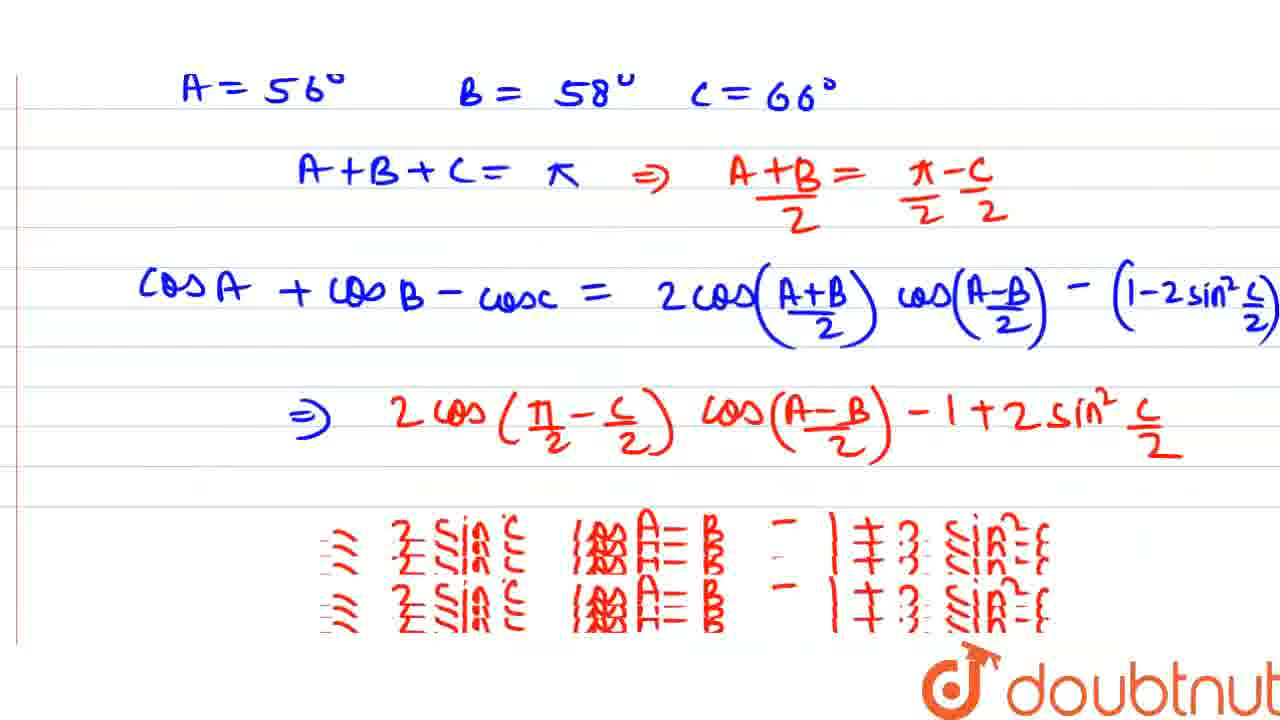 A = 56° B = 58° C = 66°
A + B + C = π ⇒ A + B / 2 = π/2 - C/2
cos A + cos B - cos C = 2 cos(A+B/2) cos(A-B/2) - (1 - 2 sin² C/2)
⇒ 2 cos(π/2 - C/2) cos(A-B/2) - 1 + 2 sin² C/2
doubtnut